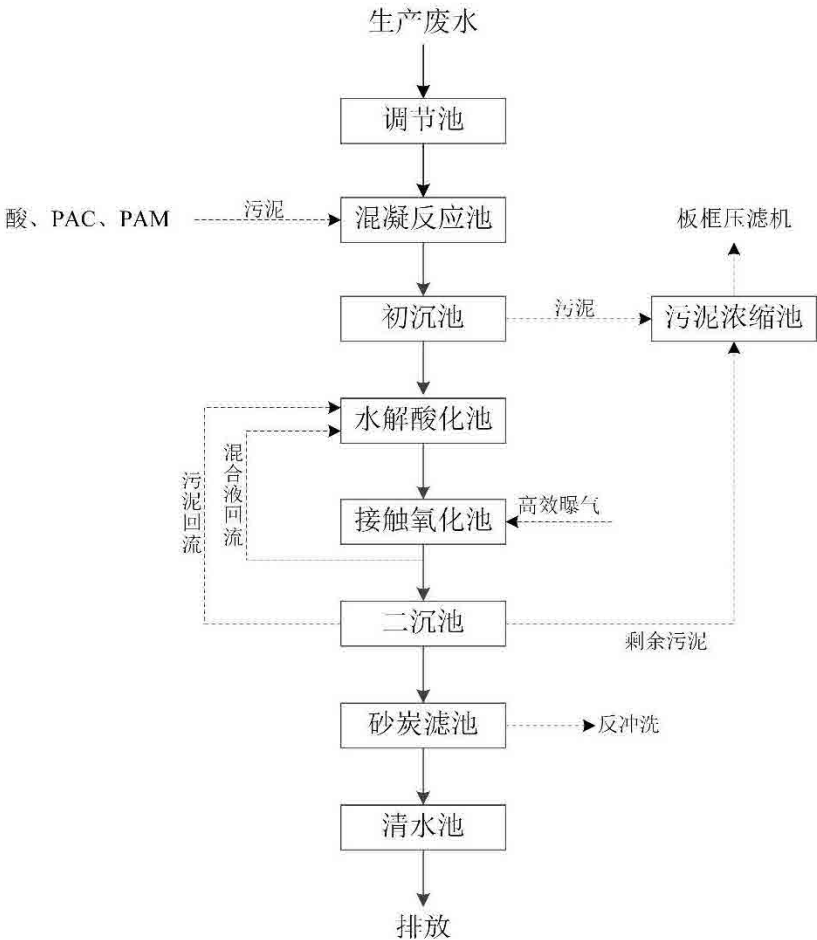 生产废水
调节池
酸、PAC、PAM
污泥
混凝反应池
板框压滤机
初沉池
污泥
污泥浓缩池
水解酸化池
污泥回流
混合液回流
接触氧化池
高效曝气
二沉池
剩余污泥
砂炭滤池
反冲洗
清水池
排放